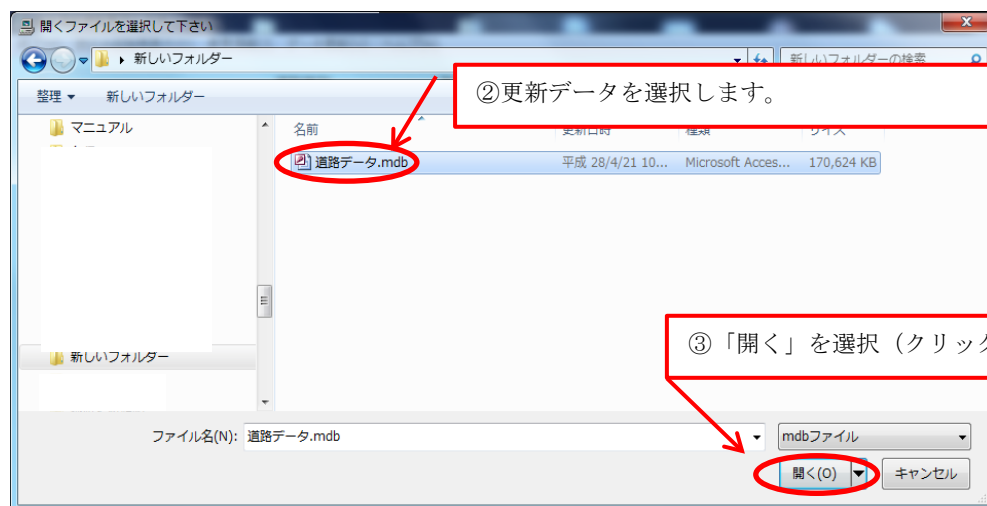 開くファイルを選択して下さい
新しいフォルダー
新しいフォルダーの検索
整理 新しいフォルダー
②更新データを選択します。
マニュアル
名前 更新日時 種類 サイズ
道路データ.mdb 平成 28/4/21 10... Microsoft Acces... 170,624 KB
③「開く」を選択（クリック
新しいフォルダー
ファイル名(N): 道路データ.mdb mdbファイル
開く(O) キャンセル